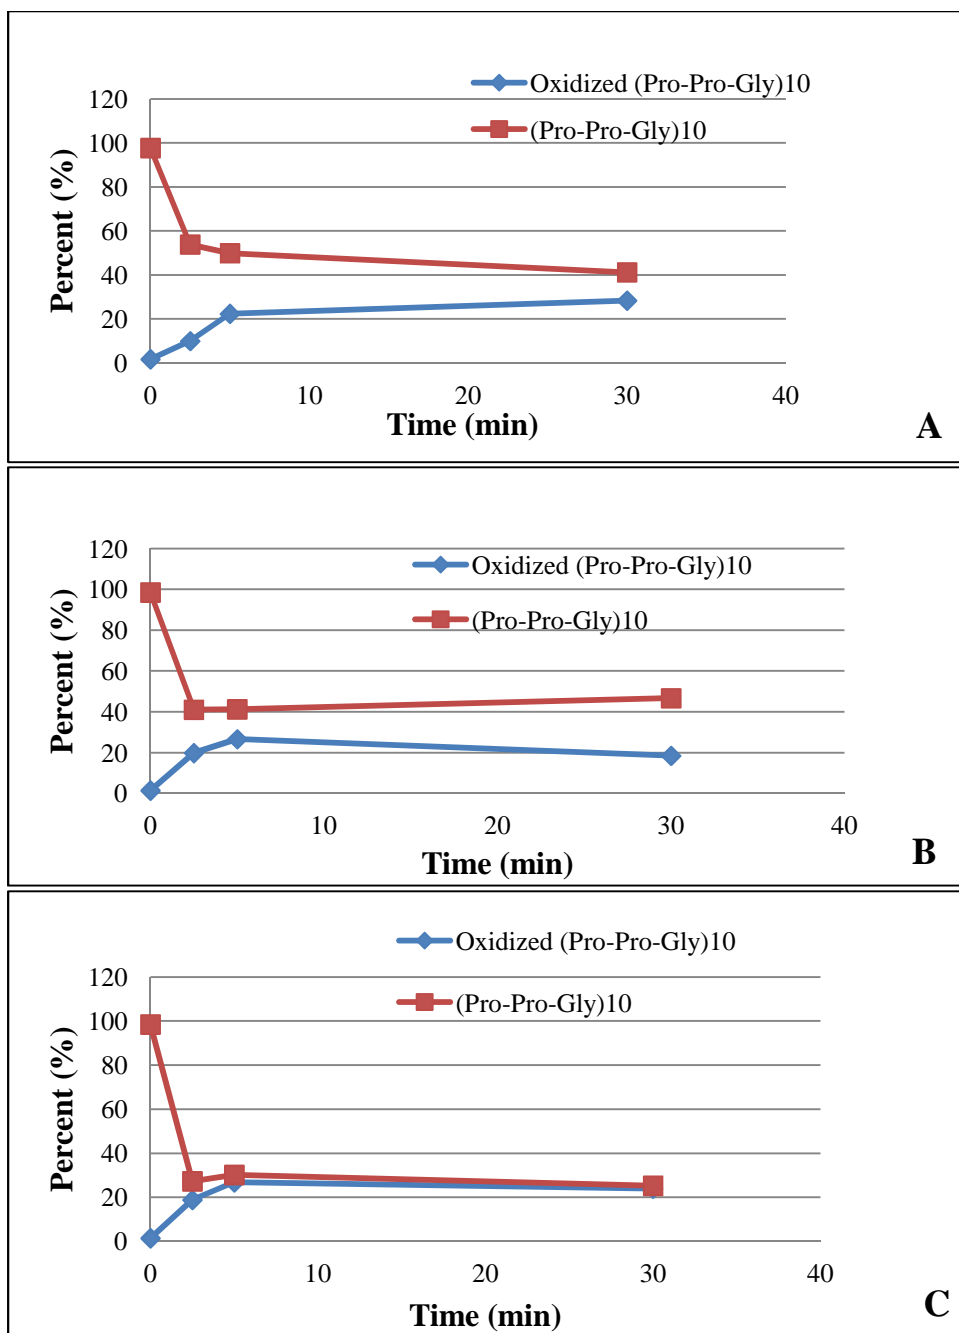 Oxidized (Pro-Pro-Gly)10
(Pro-Pro-Gly)10
120
100
80
60
40
20
0
Percent (%)
0 10 20 30 40
Time (min)
A
Oxidized (Pro-Pro-Gly)10
(Pro-Pro-Gly)10
120
100
80
60
40
20
0
Percent (%)
0 10 20 30 40
Time (min)
B
Oxidized (Pro-Pro-Gly)10
(Pro-Pro-Gly)10
120
100
80
60
40
20
0
Percent (%)
0 10 20 30 40
Time (min)
C